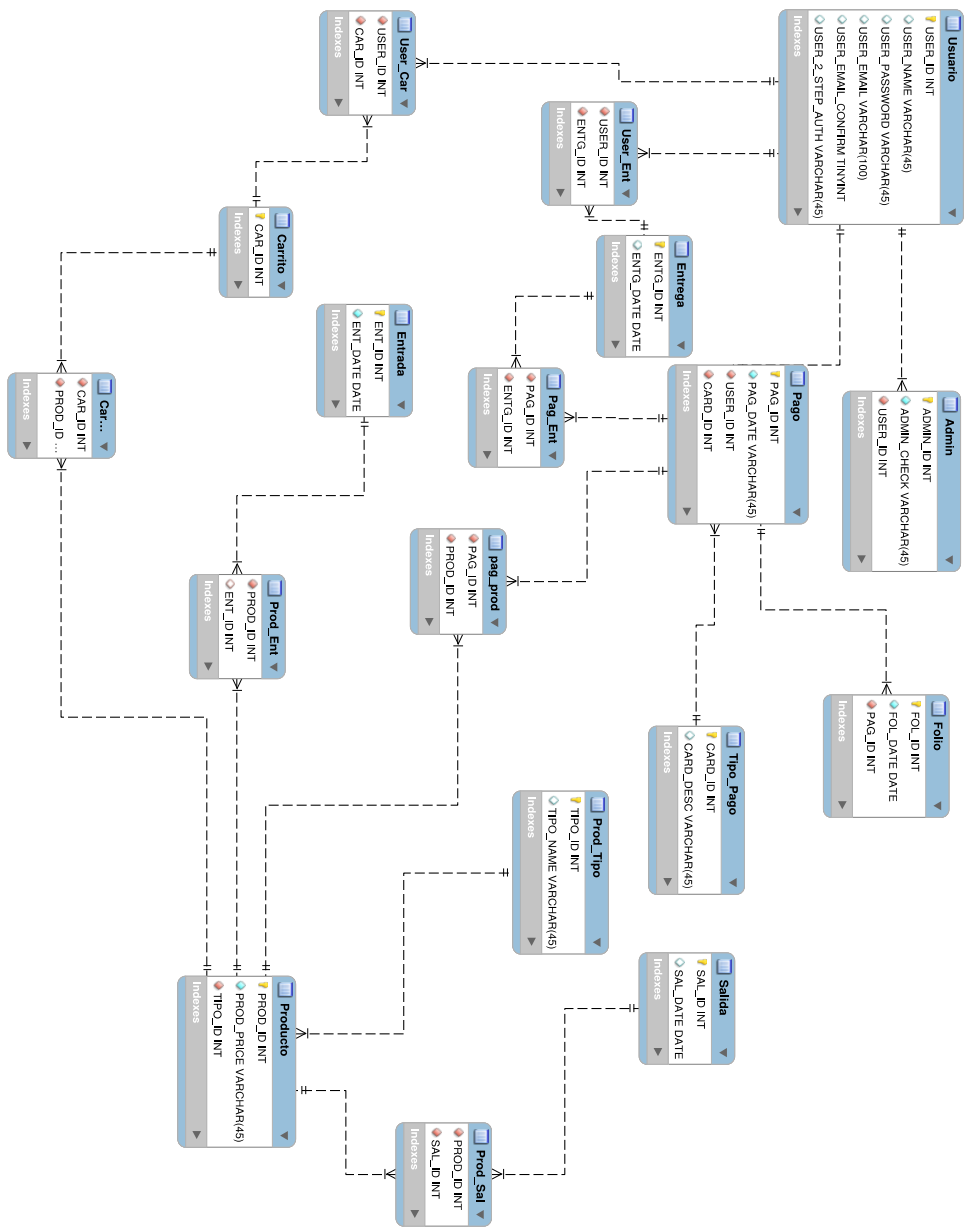 Usuario
USER_ID INT
USER_NAME VARCHAR(45)
USER_PASSWORD VARCHAR(45)
USER_EMAIL VARCHAR(100)
USER_EMAIL_CONFIRM TINYINT
USER_2_STEP_AUTH VARCHAR(45)
Indexes
Admin
ADMIN_ID INT
ADMIN_CHECK VARCHAR(45)
USER_ID INT
Indexes
Folio
FOL_ID INT
FOL_DATE DATE
PAG_ID INT
Indexes
User_Ent
USER_ID INT
ENTG_ID INT
Indexes
Entrega
ENTG_ID INT
ENTG_DATE DATE
Indexes
Pago
PAG_ID INT
PAG_DATE VARCHAR(45)
USER_ID INT
CARD_ID INT
Indexes
Tipo_Pago
CARD_ID INT
CARD_DESC VARCHAR(45)
Indexes
Salida
SAL_ID INT
SAL_DATE DATE
Indexes
Pag_Ent
PAG_ID INT
ENTG_ID INT
Indexes
Prod_Tipo
TIPO_ID INT
TIPO_NAME VARCHAR(45)
Indexes
User_Car
USER_ID INT
CAR_ID INT
Indexes
Entrada
ENT_ID INT
ENT_DATE DATE
Indexes
pag_prod
PAG_ID INT
PROD_ID INT
Indexes
Prod_Sal
PROD_ID INT
SAL_ID INT
Indexes
Carrito
CAR_ID INT
Indexes
Prod_Ent
PROD_ID INT
ENT_ID INT
Indexes
Producto
PROD_ID INT
PROD_PRICE VARCHAR(45)
TIPO_ID INT
Indexes
Car...
CAR_ID INT
PROD_ID ...
Indexes